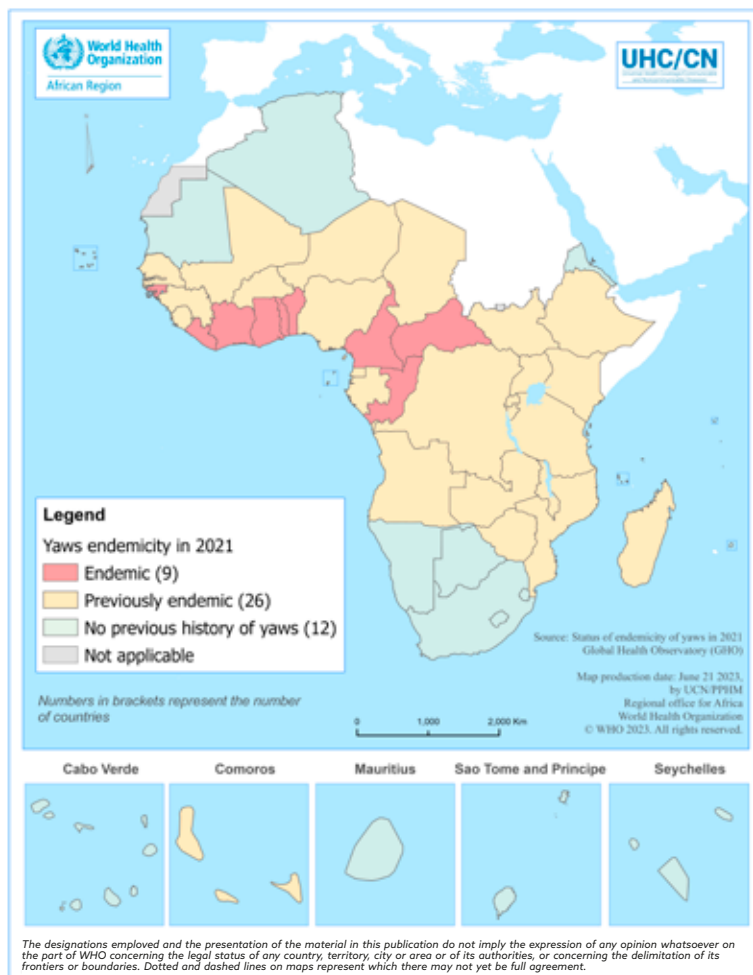 World Health
Organization
African Region
UHC/CN
Legend
Yaws endemicity in 2021
Endemic (9)
Previously endemic (26)
No previous history of yaws (12)
Not applicable
Numbers in brackets represent the number
of countries
Source: Status of endemicity of yaws in 2021
Global Health Observatory (GHO)
Map production date: June 21 2023,
by UCN/PPHM
Regional office for Africa
World Health Organization
© WHO 2023. All rights reserved.
0 1,000 2,000 Km
Cabo Verde
Comoros
Mauritius
Sao Tome and Principe
Seychelles
The designations employed and the presentation of the material in this publication do not imply the expression of any opinion whatsoever on
the part of WHO concerning the legal status of any country, territory, city or area or of its authorities, or concerning the delimitation of its
frontiers or boundaries. Dotted and dashed lines on maps represent which there may not yet be full agreement.